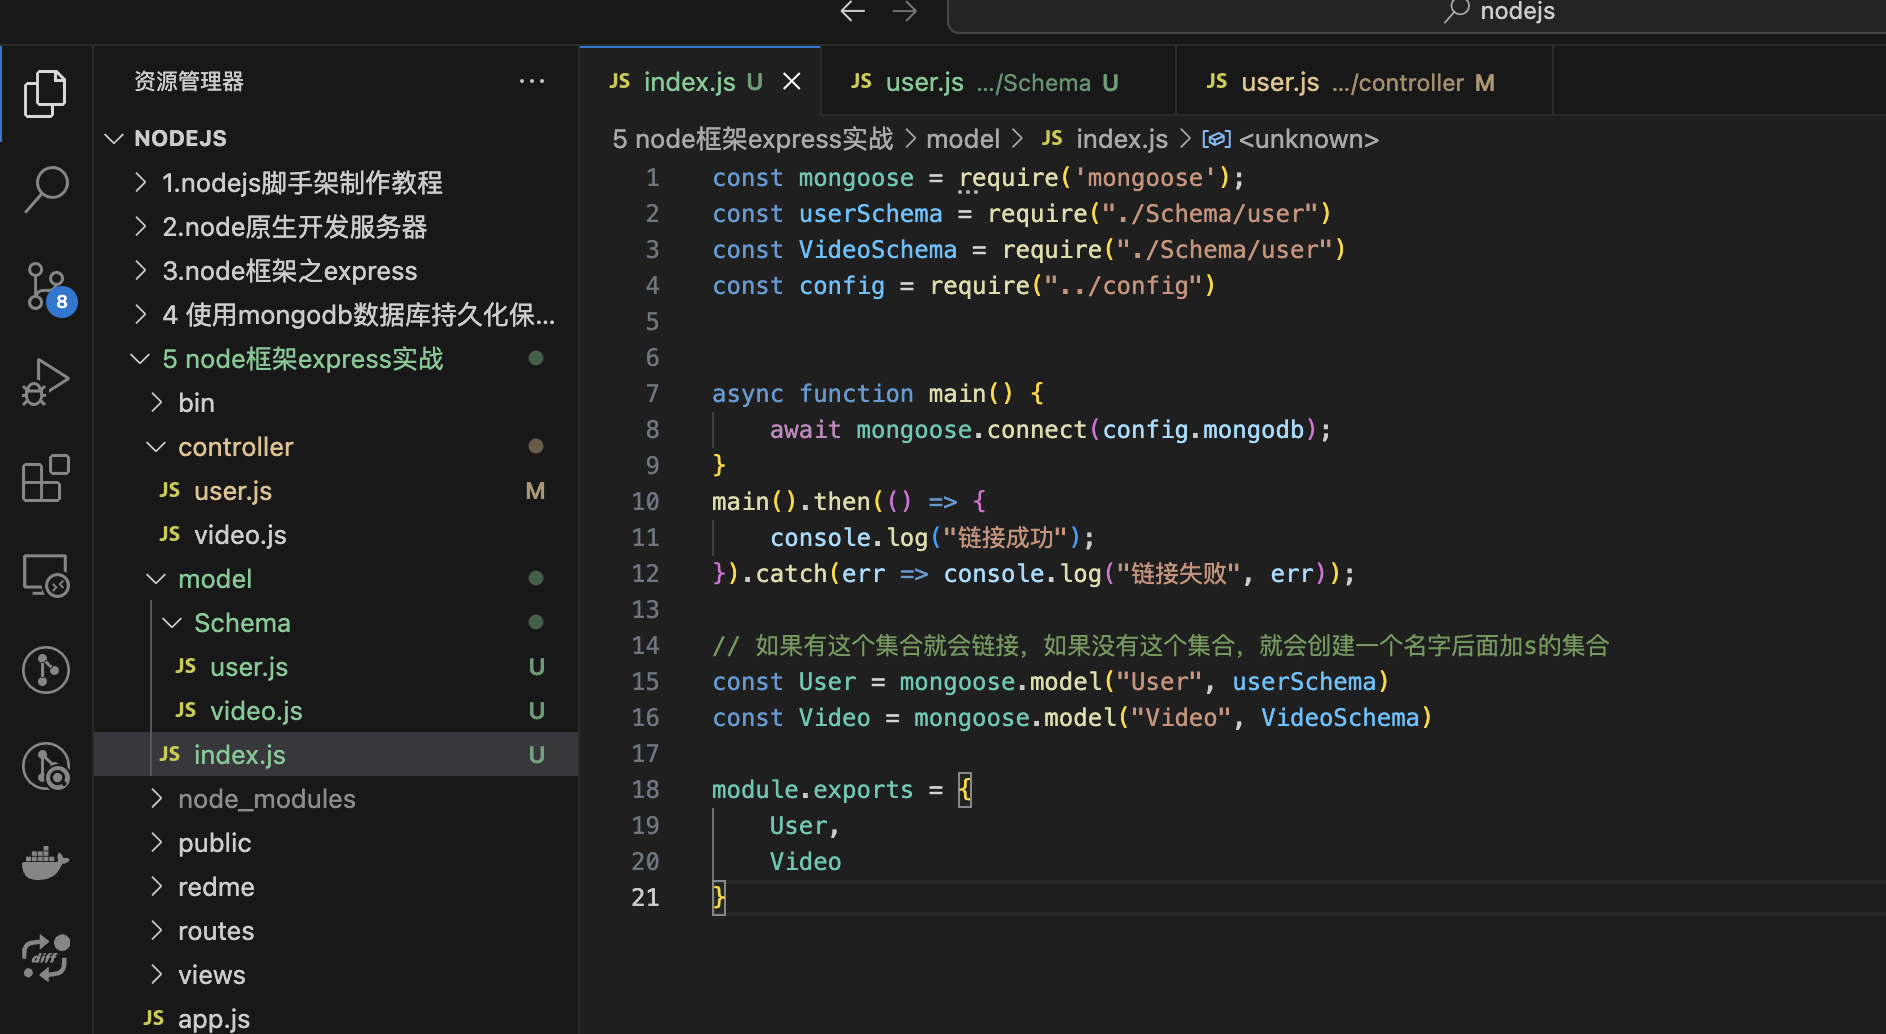 nodejs
资源管理器
NODEJS
1.nodejs脚手架制作教程
2.node原生开发服务器
3.node框架之express
4 使用mongodb数据库持久化保...
5 node框架express实战
bin
controller
JS user.js M
JS video.js
model
Schema
JS user.js U
JS video.js U
JS index.js U
node_modules
public
redme
routes
views
JS app.js
8
diff
JS index.js U
JS user.js .../Schema U
JS user.js .../controller M
5 node框架express实战 > model > JS index.js > <unknown>
1 const mongoose = require('mongoose');
2 const userSchema = require("./Schema/user")
3 const VideoSchema = require("./Schema/user")
4 const config = require("../config")
5
6
7 async function main() {
8 await mongoose.connect(config.mongodb);
9 }
10 main().then(() => {
11 console.log("链接成功");
12 }).catch(err => console.log("链接失败", err));
13
14 // 如果有这个集合就会链接，如果没有这个集合，就会创建一个名字后面加s的集合
15 const User = mongoose.model("User", userSchema)
16 const Video = mongoose.model("Video", VideoSchema)
17
18 module.exports = {
19 User,
20 Video
21 }